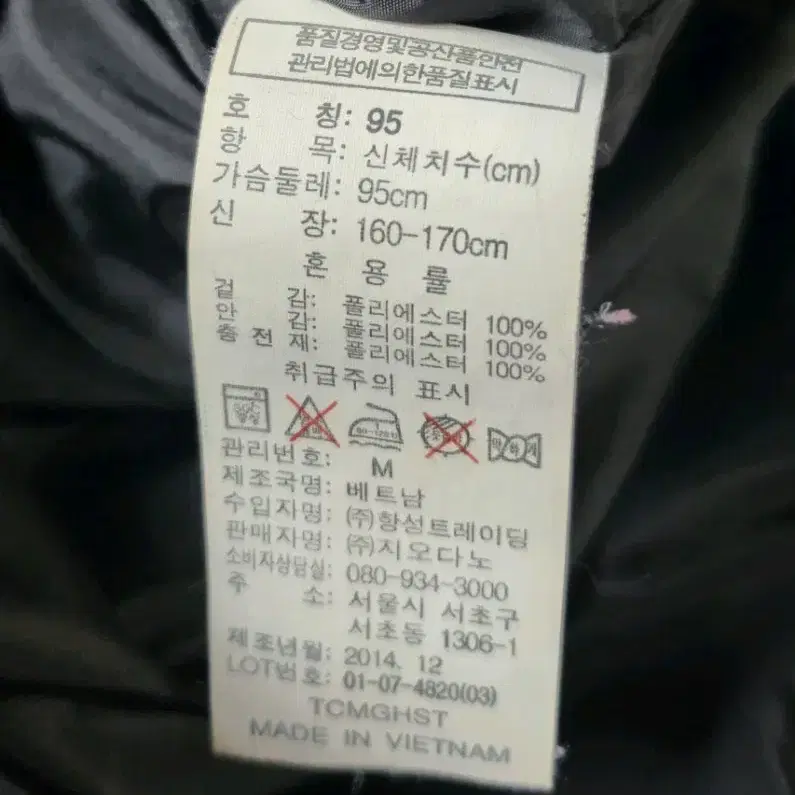 품질경영및공산품안전
관리법에의한품질표시
호 칭: 95
항 목: 신체치수(cm)
가슴둘레: 95cm
신 장: 160-170cm
혼 용 률
겉 감: 폴리에스터 100%
안 감: 폴리에스터 100%
충 전 재: 폴리에스터 100%
취급주의 표시
관리번호: M
제조국명: 베트남
수입자명: (주)항성트레이딩
판매자명: (주)지오다노
소비자상담실: 080-934-3000
주 소: 서울시 서초구
서초동 1306-1
제조년월: 2014. 12
LOT번호: 01-07-4820(03)
TCMGHST
MADE IN VIETNAM